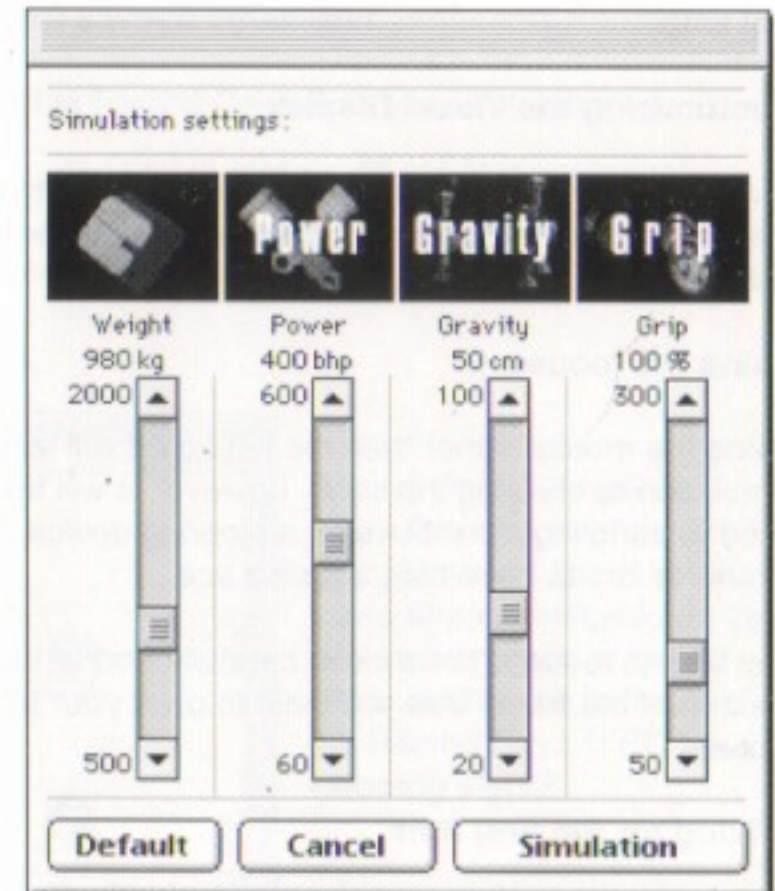 Simulation settings:
Power Gravity Grip
Weight Power Gravity Grip
980 kg 400 bhp 50 cm 100 %
2000 600 100 300
500 60 20 50
Default Cancel Simulation